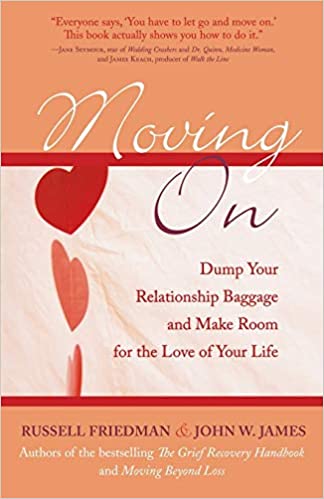 “Everyone says, ‘You have to let go and move on.’
This book actually shows you how to do it.”
—Jane Seymour, star of Wedding Crashers and Dr. Quinn, Medicine Woman,
and James Keach, producer of Walk the Line
Moving
On
Dump Your
Relationship Baggage
and Make Room
for the Love of Your Life
RUSSELL FRIEDMAN & JOHN W. JAMES
Authors of the bestselling The Grief Recovery Handbook
and Moving Beyond Loss